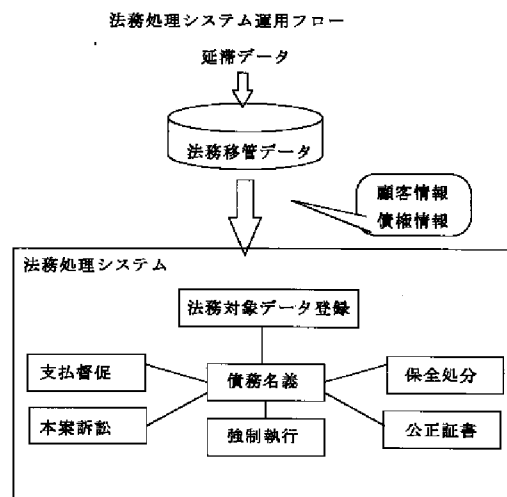 法務処理システム運用フロー
延滞データ
法務移管データ
顧客情報
債権情報
法務処理システム
法務対象データ登録
支払督促
債務名義
保全処分
本案訴訟
強制執行
公正証書